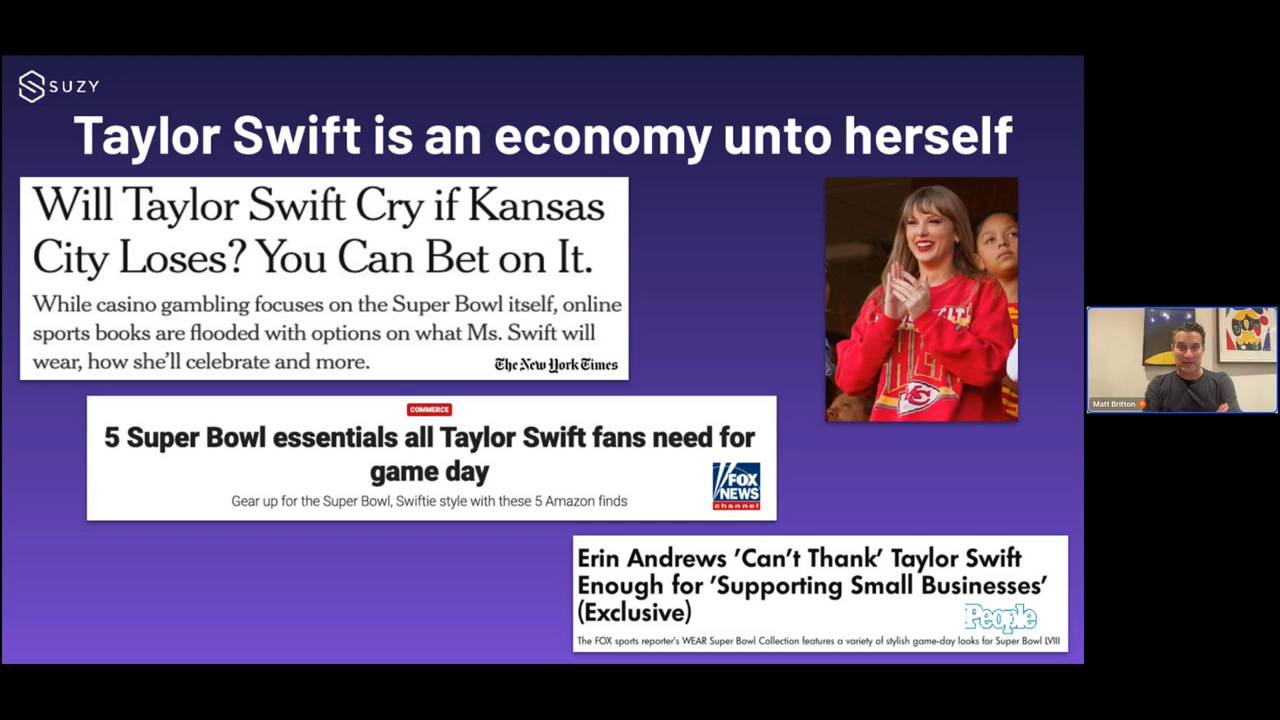 SUZY
Taylor Swift is an economy unto herself
Will Taylor Swift Cry if Kansas
City Loses? You Can Bet on It.
While casino gambling focuses on the Super Bowl itself, online
sports books are flooded with options on what Ms. Swift will
wear, how she'll celebrate and more.
The New York Times
COMMERCE
5 Super Bowl essentials all Taylor Swift fans need for
game day
Gear up for the Super Bowl, Swiftie style with these 5 Amazon finds
FOX
NEWS
channel
Erin Andrews 'Can't Thank' Taylor Swift
Enough for 'Supporting Small Businesses'
(Exclusive)
People
The FOX sports reporter's WEAR Super Bowl Collection features a variety of stylish game-day looks for Super Bowl LVIII
KC
Matt Britton